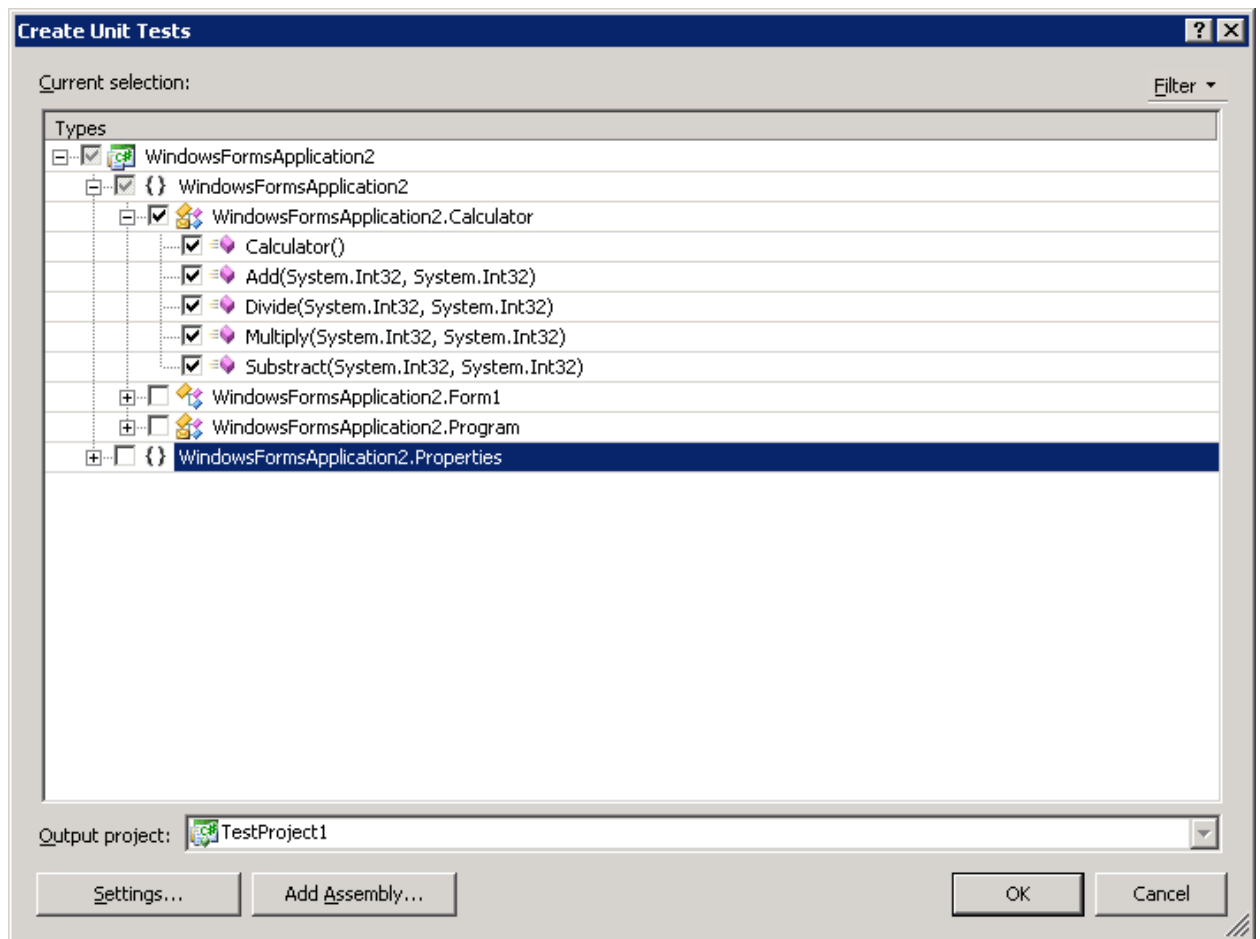 Create Unit Tests
Current selection:
Filter
Types
WindowsFormsApplication2
{} WindowsFormsApplication2
WindowsFormsApplication2.Calculator
Calculator()
Add(System.Int32, System.Int32)
Divide(System.Int32, System.Int32)
Multiply(System.Int32, System.Int32)
Substract(System.Int32, System.Int32)
WindowsFormsApplication2.Form1
WindowsFormsApplication2.Program
{} WindowsFormsApplication2.Properties
Output project: TestProject1
Settings... Add Assembly... OK Cancel